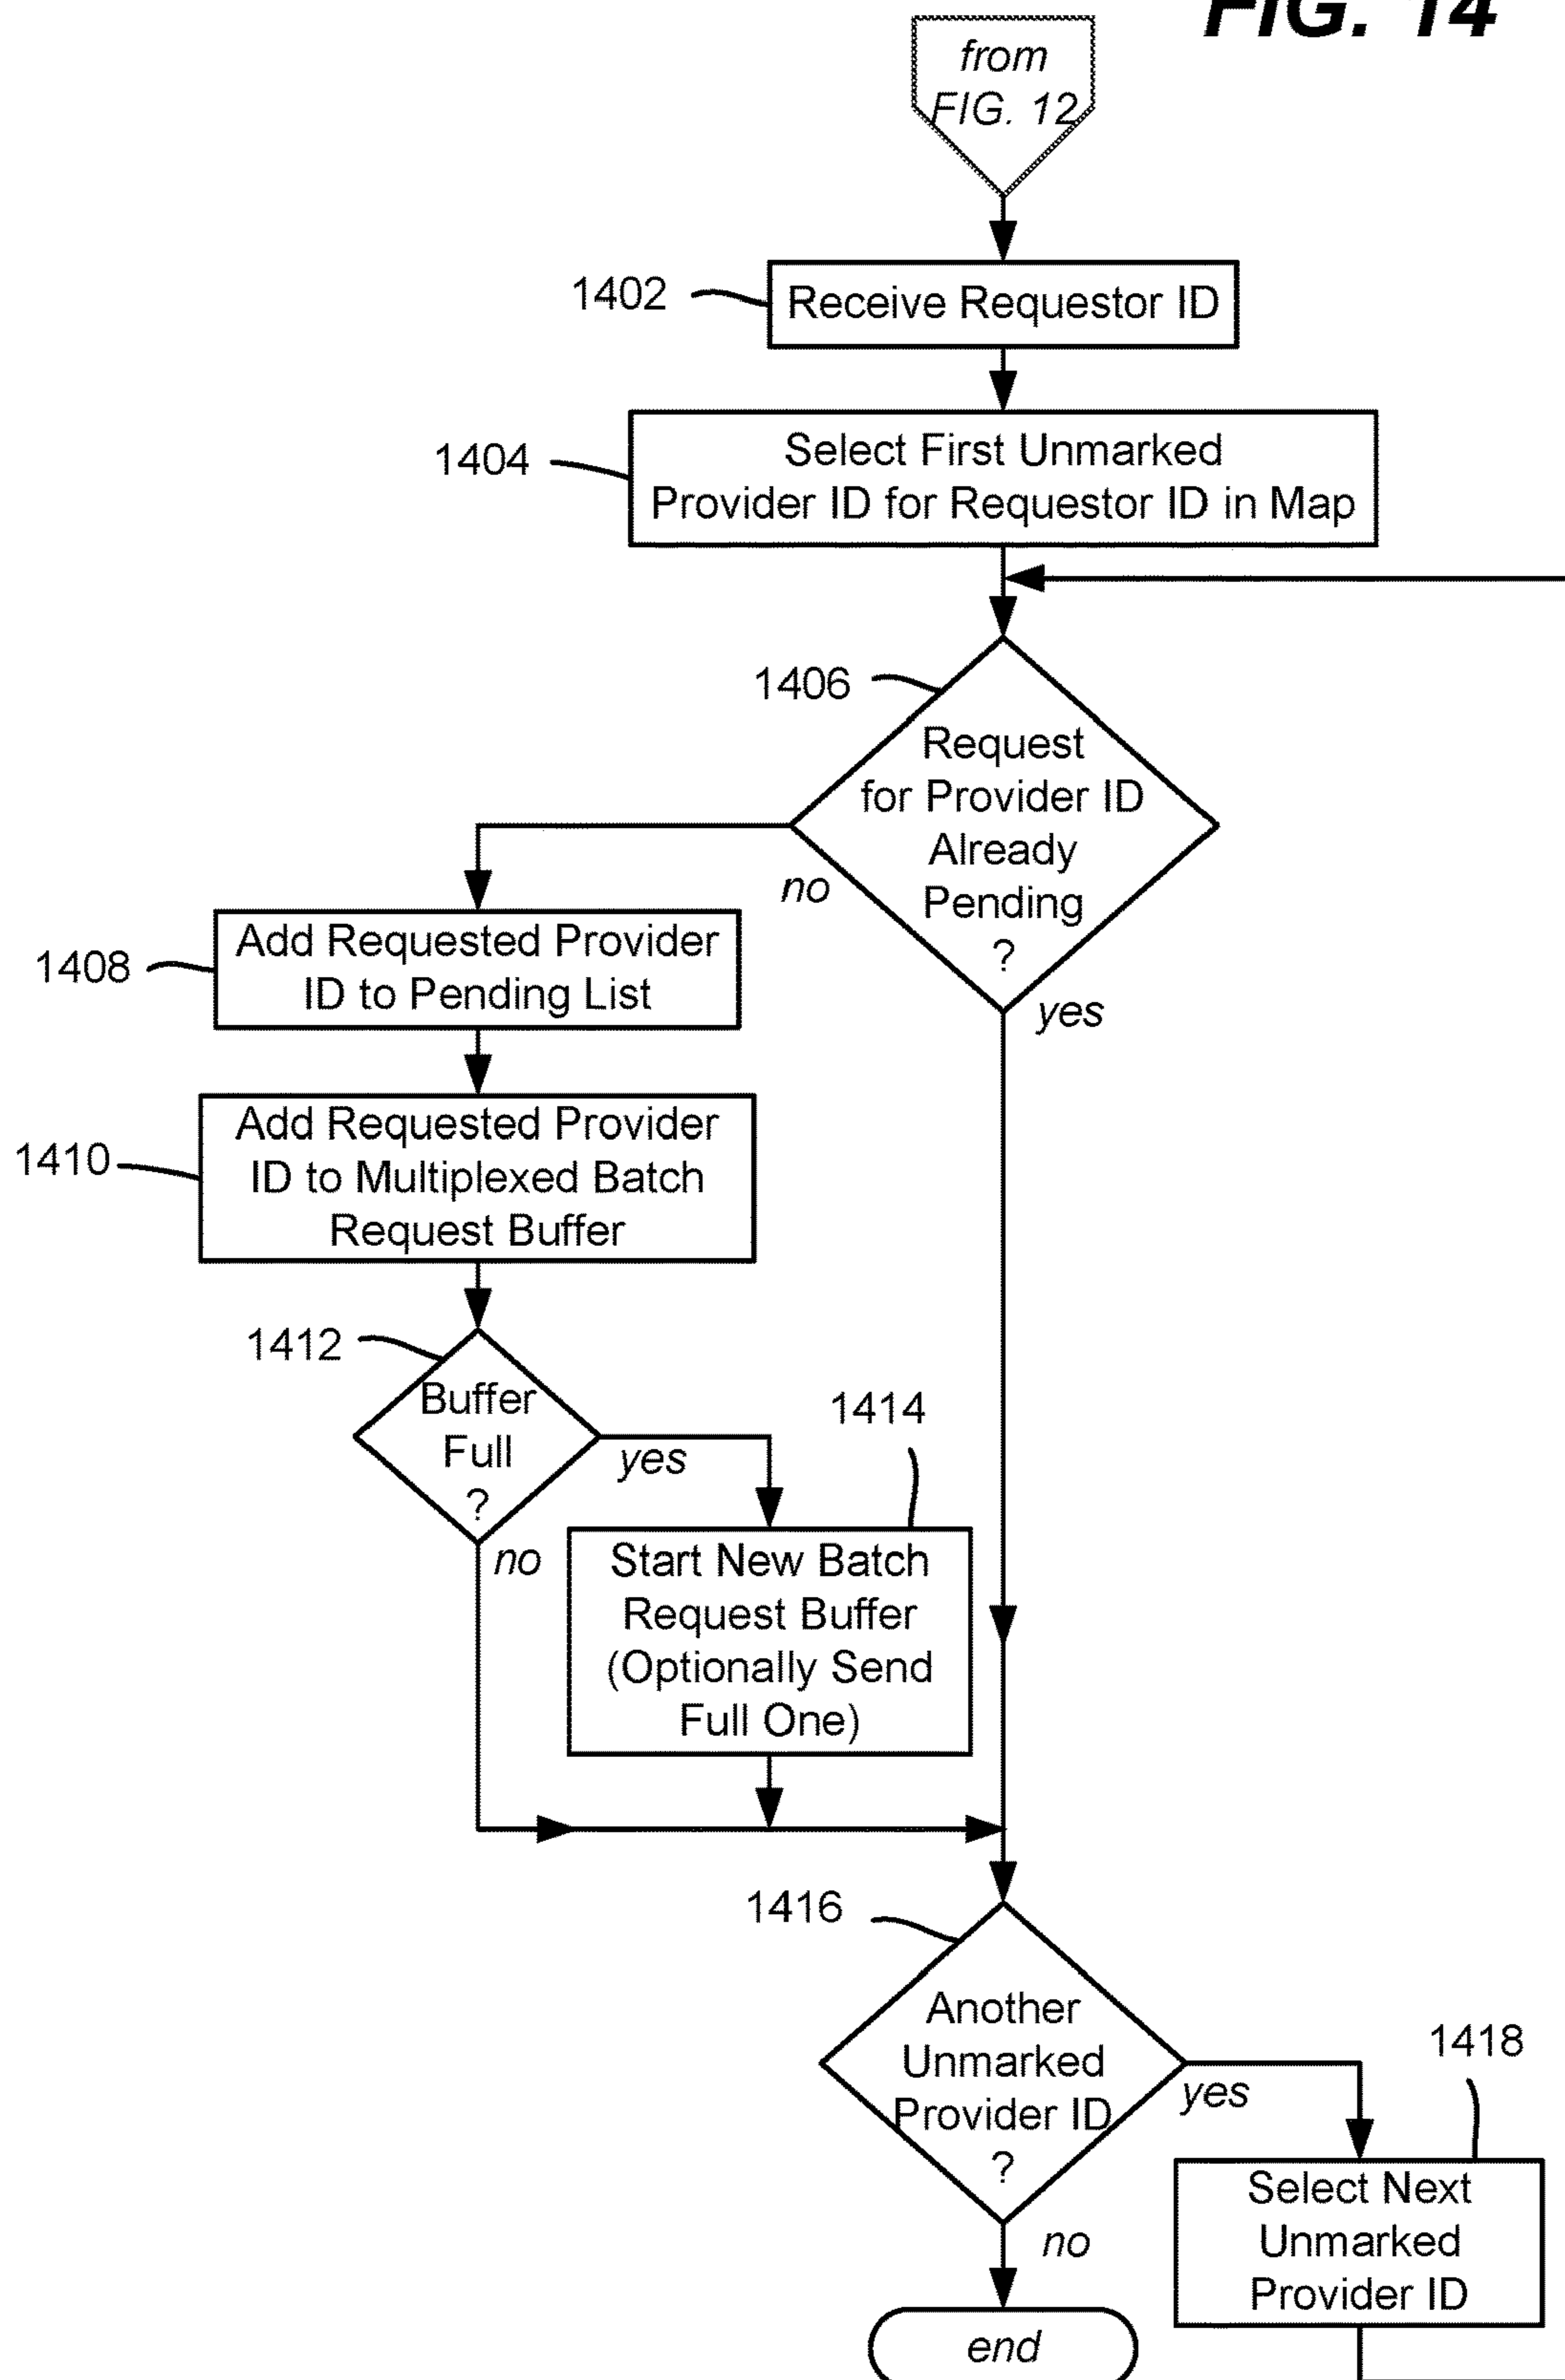 FIG. 14
from
FIG. 12
1402
Receive Requestor ID
1404
Select First Unmarked
Provider ID for Requestor ID in Map
1406
Request
for Provider ID
Already
Pending
?
no
yes
1408
Add Requested Provider
ID to Pending List
1410
Add Requested Provider
ID to Multiplexed Batch
Request Buffer
1412
Buffer
Full
?
yes
no
1414
Start New Batch
Request Buffer
(Optionally Send
Full One)
1416
Another
Unmarked
Provider ID
?
yes
no
1418
Select Next
Unmarked
Provider ID
end